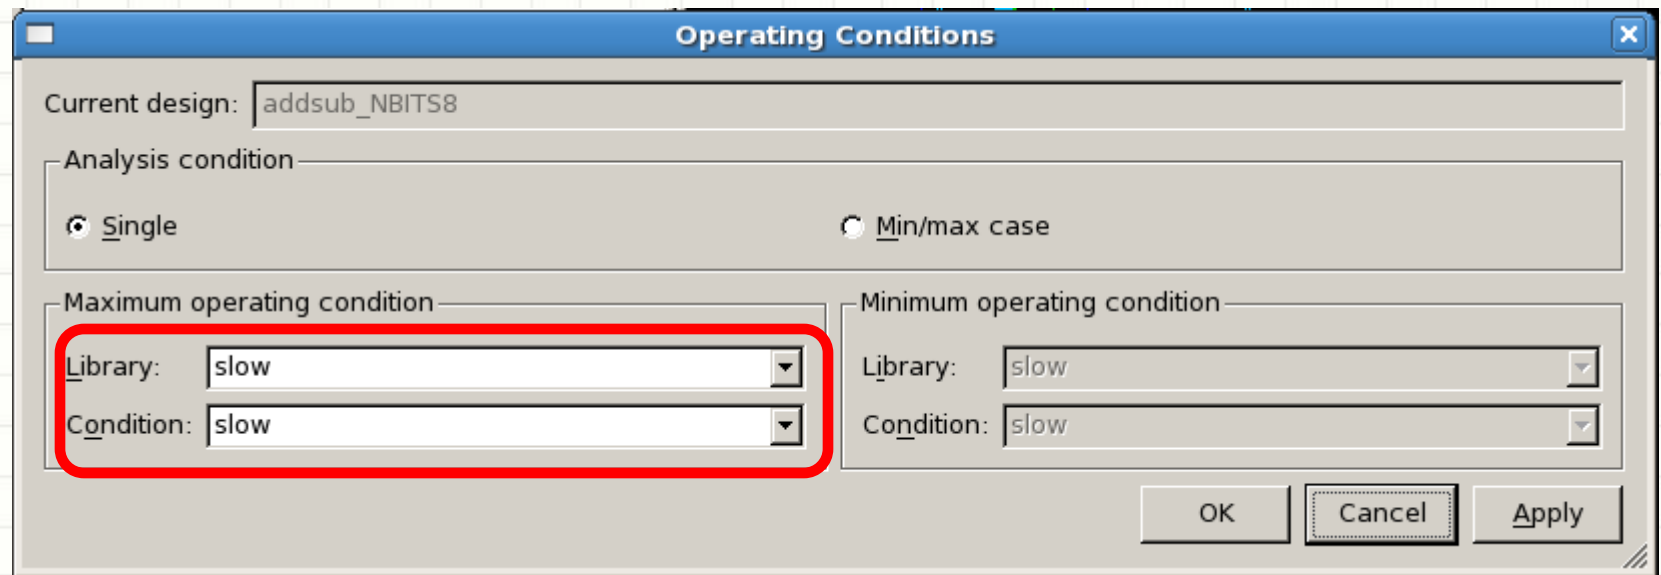 Operating Conditions
Current design: addsub_NBITS8
Analysis condition
Single Min/max case
Maximum operating condition Minimum operating condition
Library: slow Library: slow
Condition: slow Condition: slow
OK Cancel Apply